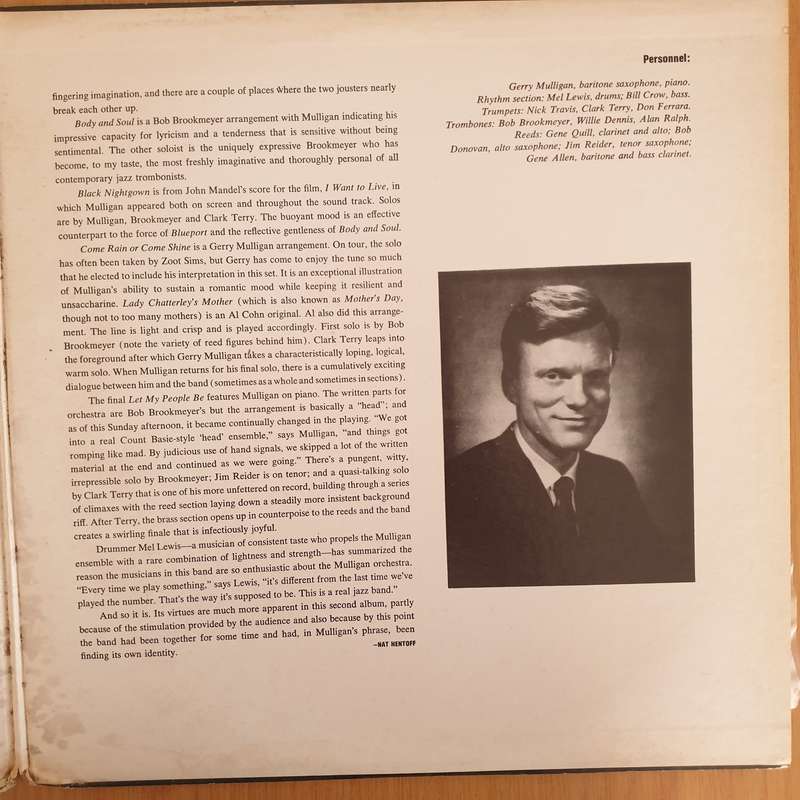 fingering imagination, and there are a couple of places where the two jousters nearly
break each other up.
Body and Soul is a Bob Brookmeyer arrangement with Mulligan indicating his
impressive capacity for lyricism and a tenderness that is sensitive without being
sentimental. The other soloist is the uniquely expressive Brookmeyer who has
become, to my taste, the most freshly imaginative and thoroughly personal of all
contemporary jazz trombonists.
Black Nightgown is from John Mandel's score for the film, I Want to Live, in
which Mulligan appeared both on screen and throughout the sound track. Solos
are by Mulligan, Brookmeyer and Clark Terry. The buoyant mood is an effective
counterpart to the force of Blueport and the reflective gentleness of Body and Soul.
Come Rain or Come Shine is a Gerry Mulligan arrangement. On tour, the solo
has often been taken by Zoot Sims, but Gerry has come to enjoy the tune so much
that he elected to include his interpretation in this set. It is an exceptional illustration
of Mulligan's ability to sustain a romantic mood while keeping it resilient and
unsaccharine. Lady Chatterley's Mother (which is also known as Mother's Day,
though not to too many mothers) is an Al Cohn original. Al also did this arrange-
ment. The line is light and crisp and is played accordingly. First solo is by Bob
Brookmeyer (note the variety of reed figures behind him). Clark Terry leaps into
the foreground after which Gerry Mulligan takes a characteristically loping, logical,
warm solo. When Mulligan returns for his final solo, there is a cumulatively exciting
dialogue between him and the band (sometimes as a whole and sometimes in sections).
The final Let My People Be features Mulligan on piano. The written parts for
orchestra are Bob Brookmeyer's but the arrangement is basically a "head"; and
as of this Sunday afternoon, it became continually changed in the playing. "We got
into a real Count Basie-style 'head' ensemble," says Mulligan, "and things got
romping like mad. By judicious use of hand signals, we skipped a lot of the written
material at the end and continued as we were going." There's a pungent, witty,
irrepressible solo by Brookmeyer; Jim Reider is on tenor; and a quasi-talking solo
by Clark Terry that is one of his more unfettered on record, building through a series
of climaxes with the reed section laying down a steadily more insistent background
riff. After Terry, the brass section opens up in counterpoise to the reeds and the band
creates a swirling finale that is infectiously joyful.
Drummer Mel Lewis—a musician of consistent taste who propels the Mulligan
ensemble with a rare combination of lightness and strength—has summarized the
reason the musicians in this band are so enthusiastic about the Mulligan orchestra.
"Every time we play something," says Lewis, "it's different from the last time we've
played the number. That's the way it's supposed to be. This is a real jazz band."
And so it is. Its virtues are much more apparent in this second album, partly
because of the stimulation provided by the audience and also because by this point
the band had been together for some time and had, in Mulligan's phrase, been
finding its own identity.
—NAT HENTOFF
Personnel:
Gerry Mulligan, baritone saxophone, piano.
Rhythm section: Mel Lewis, drums; Bill Crow, bass.
Trumpets: Nick Travis, Clark Terry, Don Ferrara.
Trombones: Bob Brookmeyer, Willie Dennis, Alan Ralph.
Reeds: Gene Quill, clarinet and alto; Bob
Donovan, alto saxophone; Jim Reider, tenor saxophone;
Gene Allen, baritone and bass clarinet.